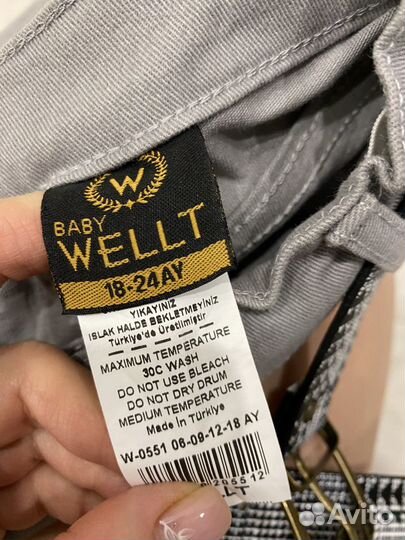 W
BABY
WELLT
18-24AY
YIKAYINIZ
ISLAK HALDE BEKLETMEYİNİZ
Türkiye'de Üretilmiştir
MAXIMUM TEMPERATURE
30C WASH
DO NOT USE BLEACH
DO NOT DRY DRUM
MEDIUM TEMPERATURE
Made In Türkiye
W-0551 06-09-12-18 AY
Avito